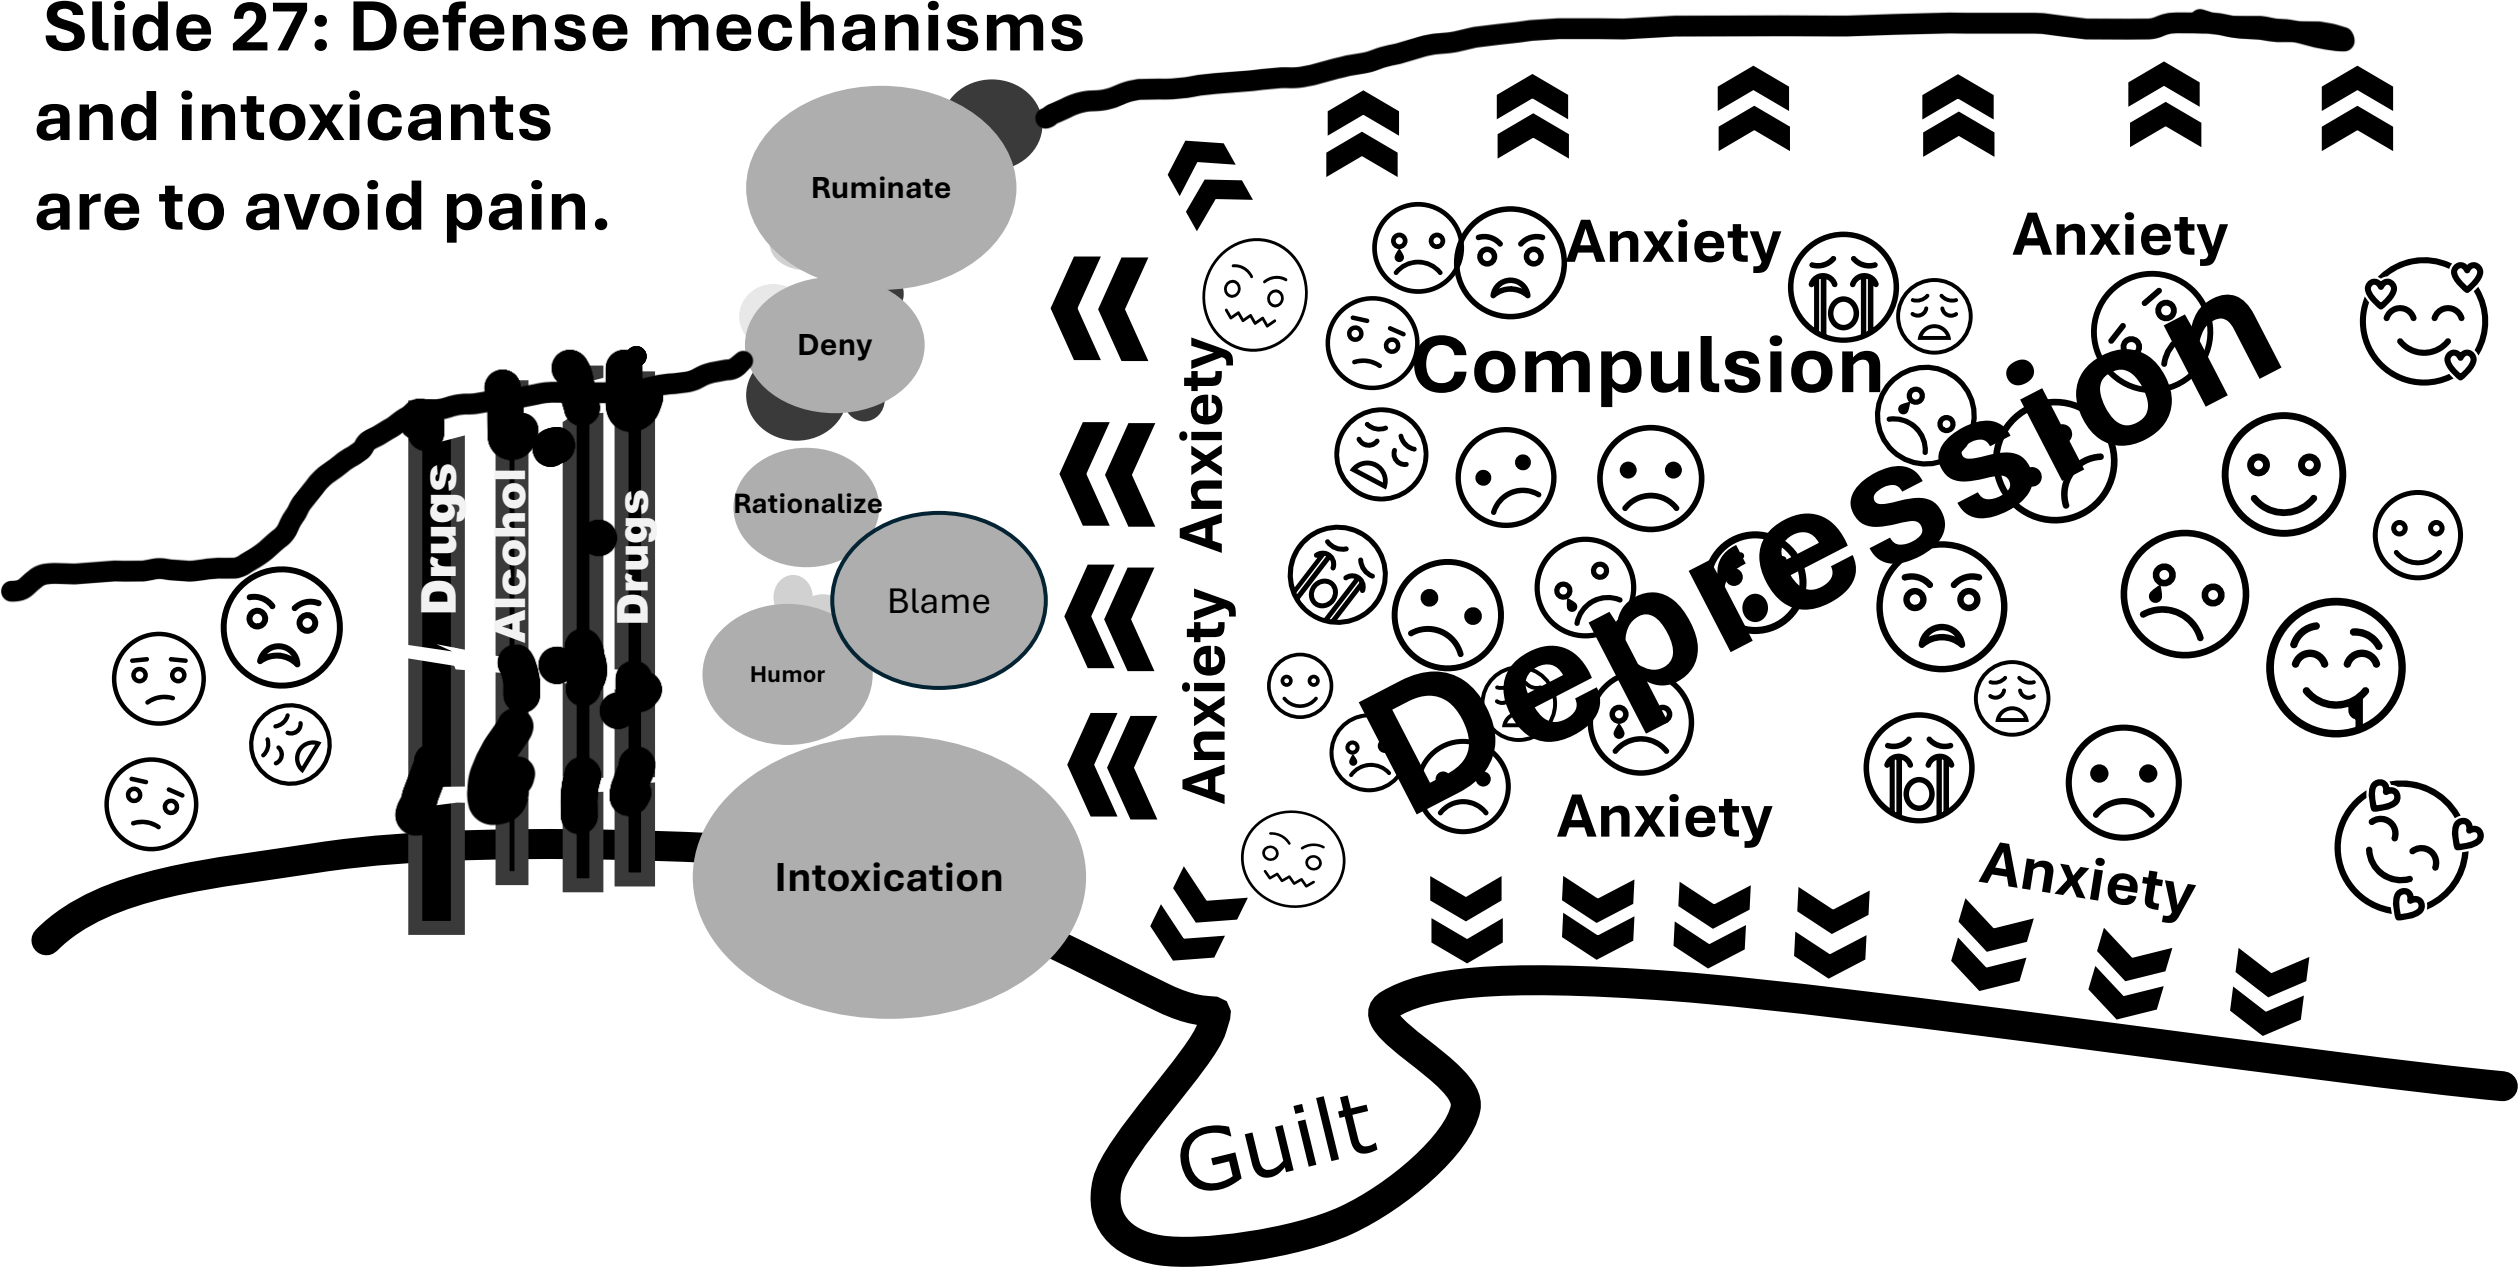 Slide 27: Defense mechanisms
and intoxicants
are to avoid pain.
Ruminate
Deny
Rationalize
Blame
Humor
Intoxication
Drugs
Alcohol
Drugs
Anxiety
Anxiety
Anxiety
Anxiety
Compulsion
Depression
Anxiety
Anxiety
Guilt